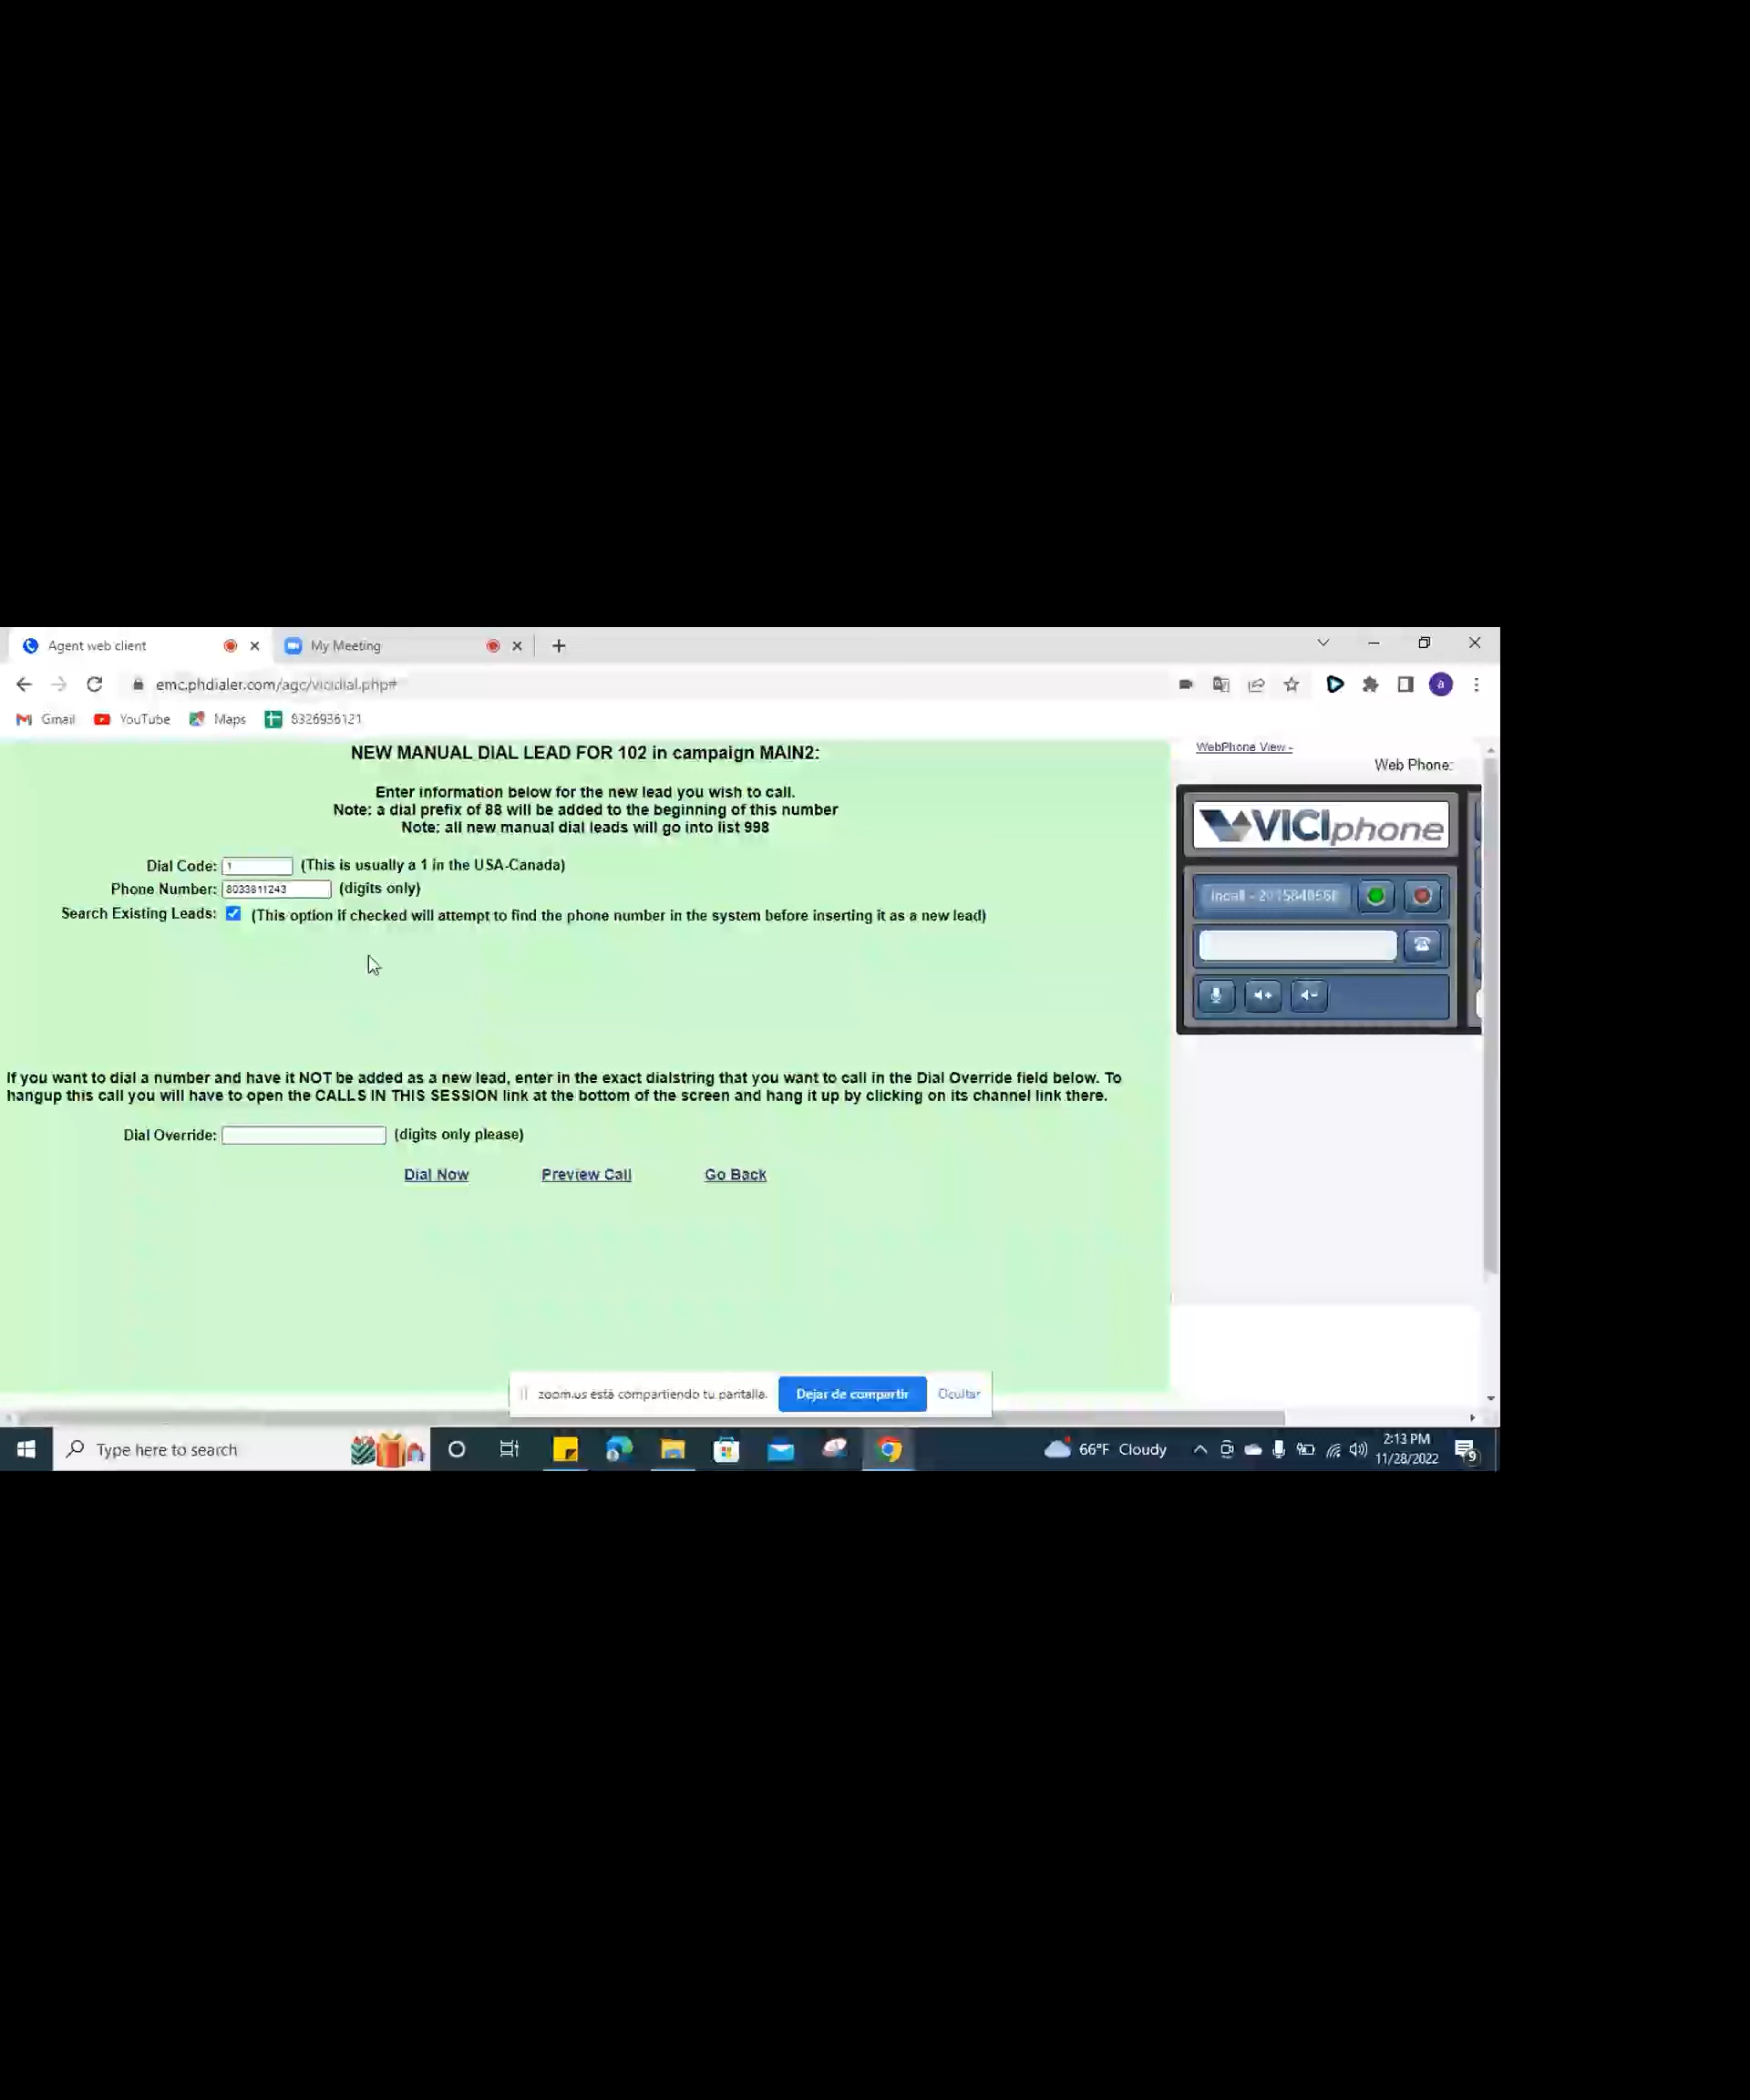 Agent web client
My Meeting
emc.phdialer.com/agc/vicidial.php#
Gmail
YouTube
Maps
8326936121
NEW MANUAL DIAL LEAD FOR 102 in campaign MAIN2:
Enter information below for the new lead you wish to call.
Note: a dial prefix of 88 will be added to the beginning of this number
Note: all new manual dial leads will go into list 998
Dial Code: 1 (This is usually a 1 in the USA-Canada)
Phone Number: 8033811243 (digits only)
Search Existing Leads: (This option if checked will attempt to find the phone number in the system before inserting it as a new lead)
If you want to dial a number and have it NOT be added as a new lead, enter in the exact dialstring that you want to call in the Dial Override field below. To
hangup this call you will have to open the CALLS IN THIS SESSION link at the bottom of the screen and hang it up by clicking on its channel link there.
Dial Override: (digits only please)
Dial Now
Preview Call
Go Back
WebPhone View -
Web Phone:
VICIphone
Incall -
a
zoom.us está compartiendo tu pantalla.
Dejar de compartir
Ocultar
Type here to search
66°F Cloudy
2:13 PM
11/28/2022
9